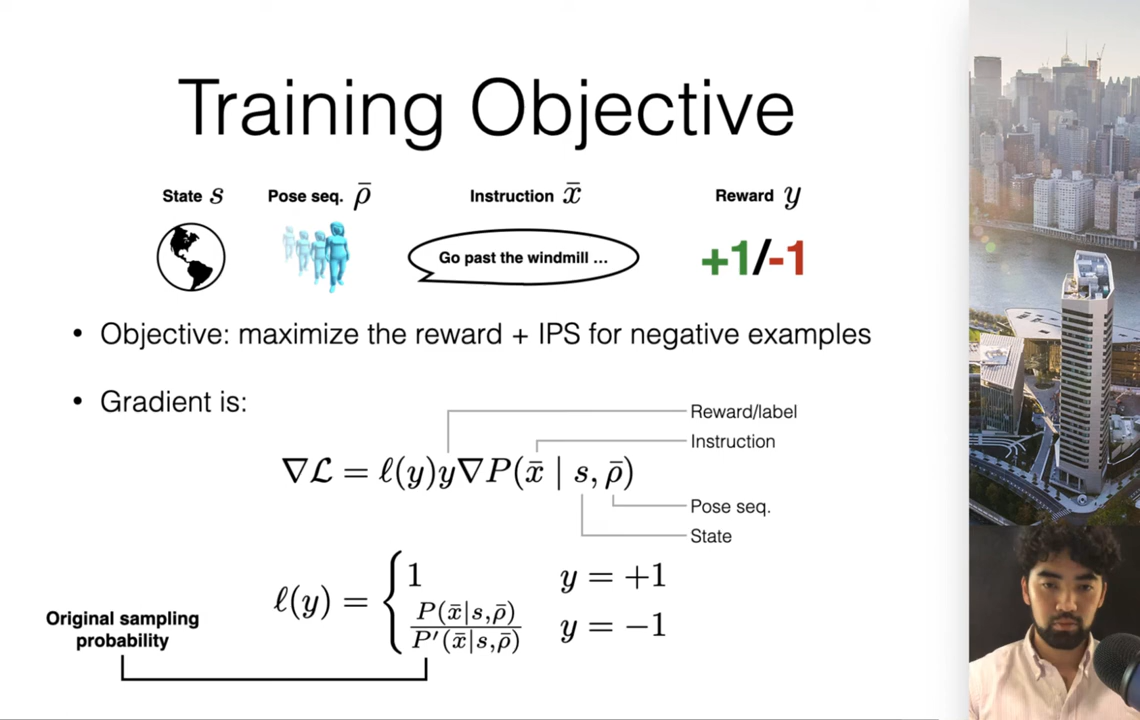 Training Objective
State s
Pose seq. ρ̄
Instruction x̄
Reward y
Go past the windmill ...
+1/-1
• Objective: maximize the reward + IPS for negative examples
• Gradient is:
Reward/label
Instruction
∇ℒ = ℓ(y)y∇P(x̄ | s, ρ̄)
Pose seq.
State
ℓ(y) = { 1 y = +1
P(x̄|s,ρ̄) / P′(x̄|s,ρ̄) y = −1
Original sampling
probability